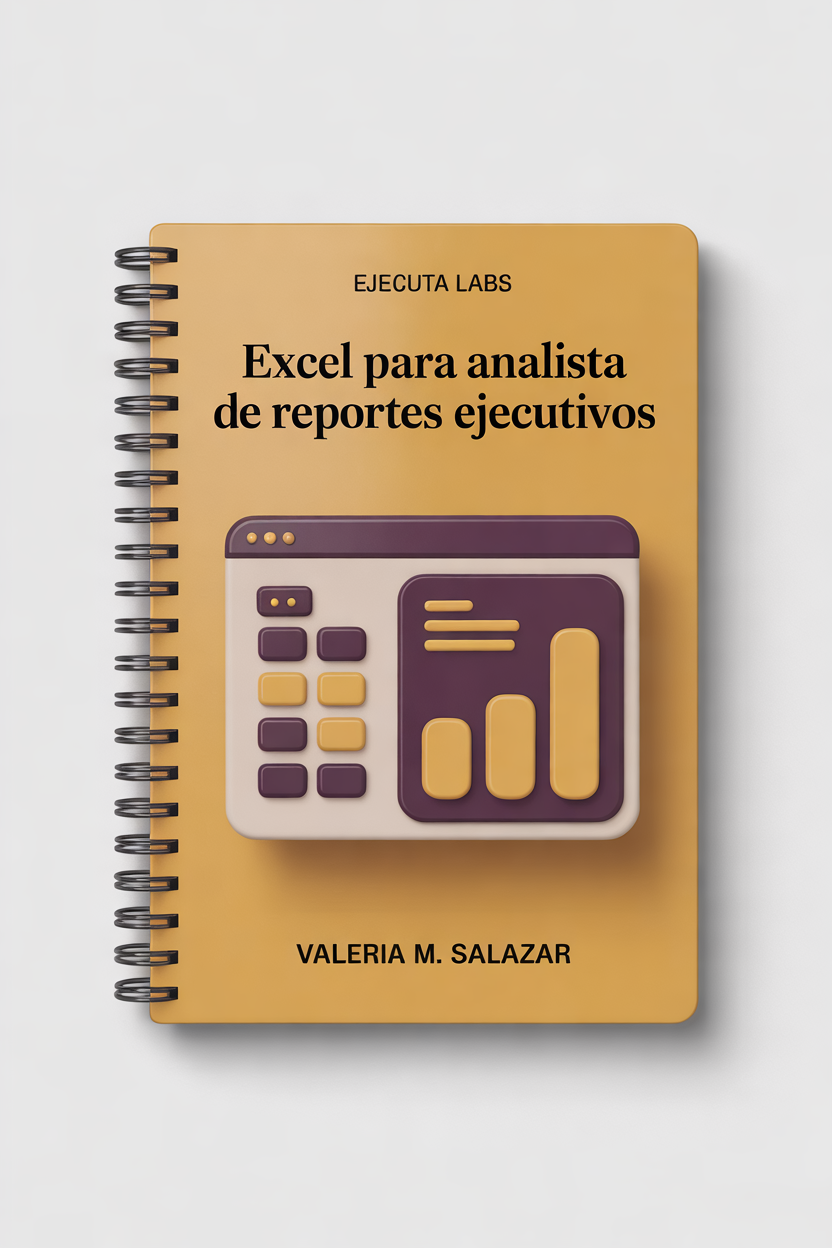 EJECUTA LABS
Excel para analista
de reportes ejecutivos
VALERIA M. SALAZAR